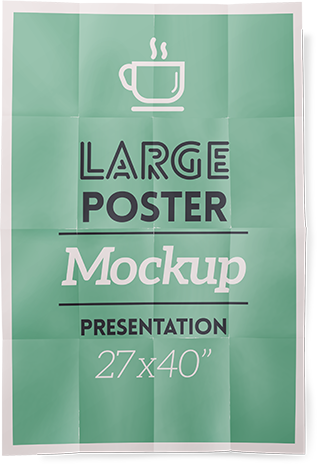 LARGE
POSTER
Mockup
PRESENTATION
27x40”